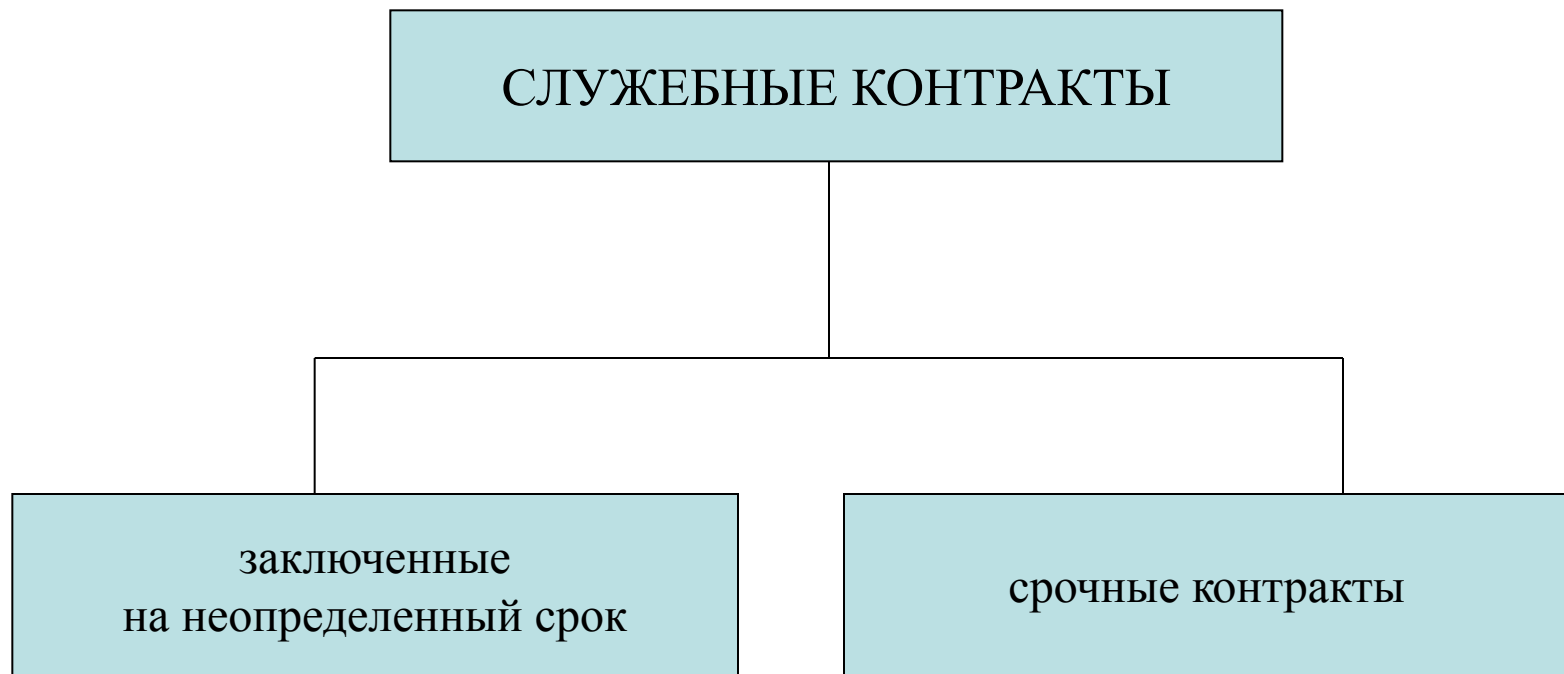 СЛУЖЕБНЫЕ КОНТРАКТЫ
заключенные
на неопределенный срок
срочные контракты